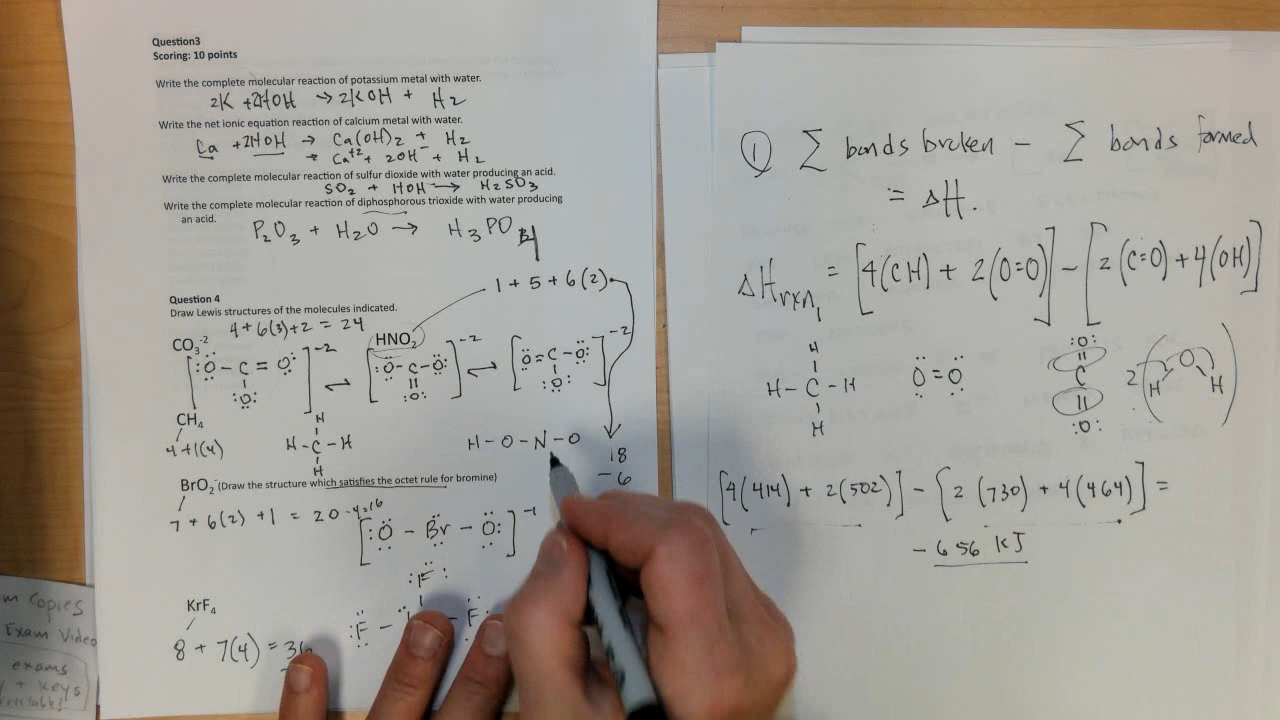 Question3
Scoring: 10 points
Write the complete molecular reaction of potassium metal with water.
2K + 2HOH → 2KOH + H₂
Write the net ionic equation reaction of calcium metal with water.
Ca + 2HOH → Ca(OH)₂ + H₂
→ Ca⁺² + 2OH⁻ + H₂
Write the complete molecular reaction of sulfur dioxide with water producing an acid.
SO₂ + HOH → H₂SO₃
Write the complete molecular reaction of diphosphorous trioxide with water producing
an acid.
P₂O₃ + H₂O → H₃PO
1 + 5 + 6(2)
Question 4
Draw Lewis structures of the molecules indicated.
4+6(3)+2 = 24
CO₃⁻²
HNO₂
[:O – C = O:]⁻²
O
⇌ [:O – C – O:]⁻²
O
⇌ [O = C – O:]⁻²
:O:
CH₄
4+1(4)
H
H – C – H
H
H – O – N – O
18
– 6
BrO₂⁻ (Draw the structure which satisfies the octet rule for bromine)
7 + 6(2) + 1 = 20 - 4 = 16
[:O – Br – O:]⁻¹
KrF₄
8 + 7(4) = 36
:F:
:F –
– F
m Copies
Exam Video
exams
+ keys
① Σ bonds broken – Σ bonds formed
= ΔH.
ΔHrxn₁ = [4(CH) + 2(O=O)] – [2(C=O) + 4(OH)]
H
H – C – H
H
O = O
:O:
C
:O:
2(H O H)
[4(414) + 2(502)] – [2(730) + 4(464)] =
– 656 KJ